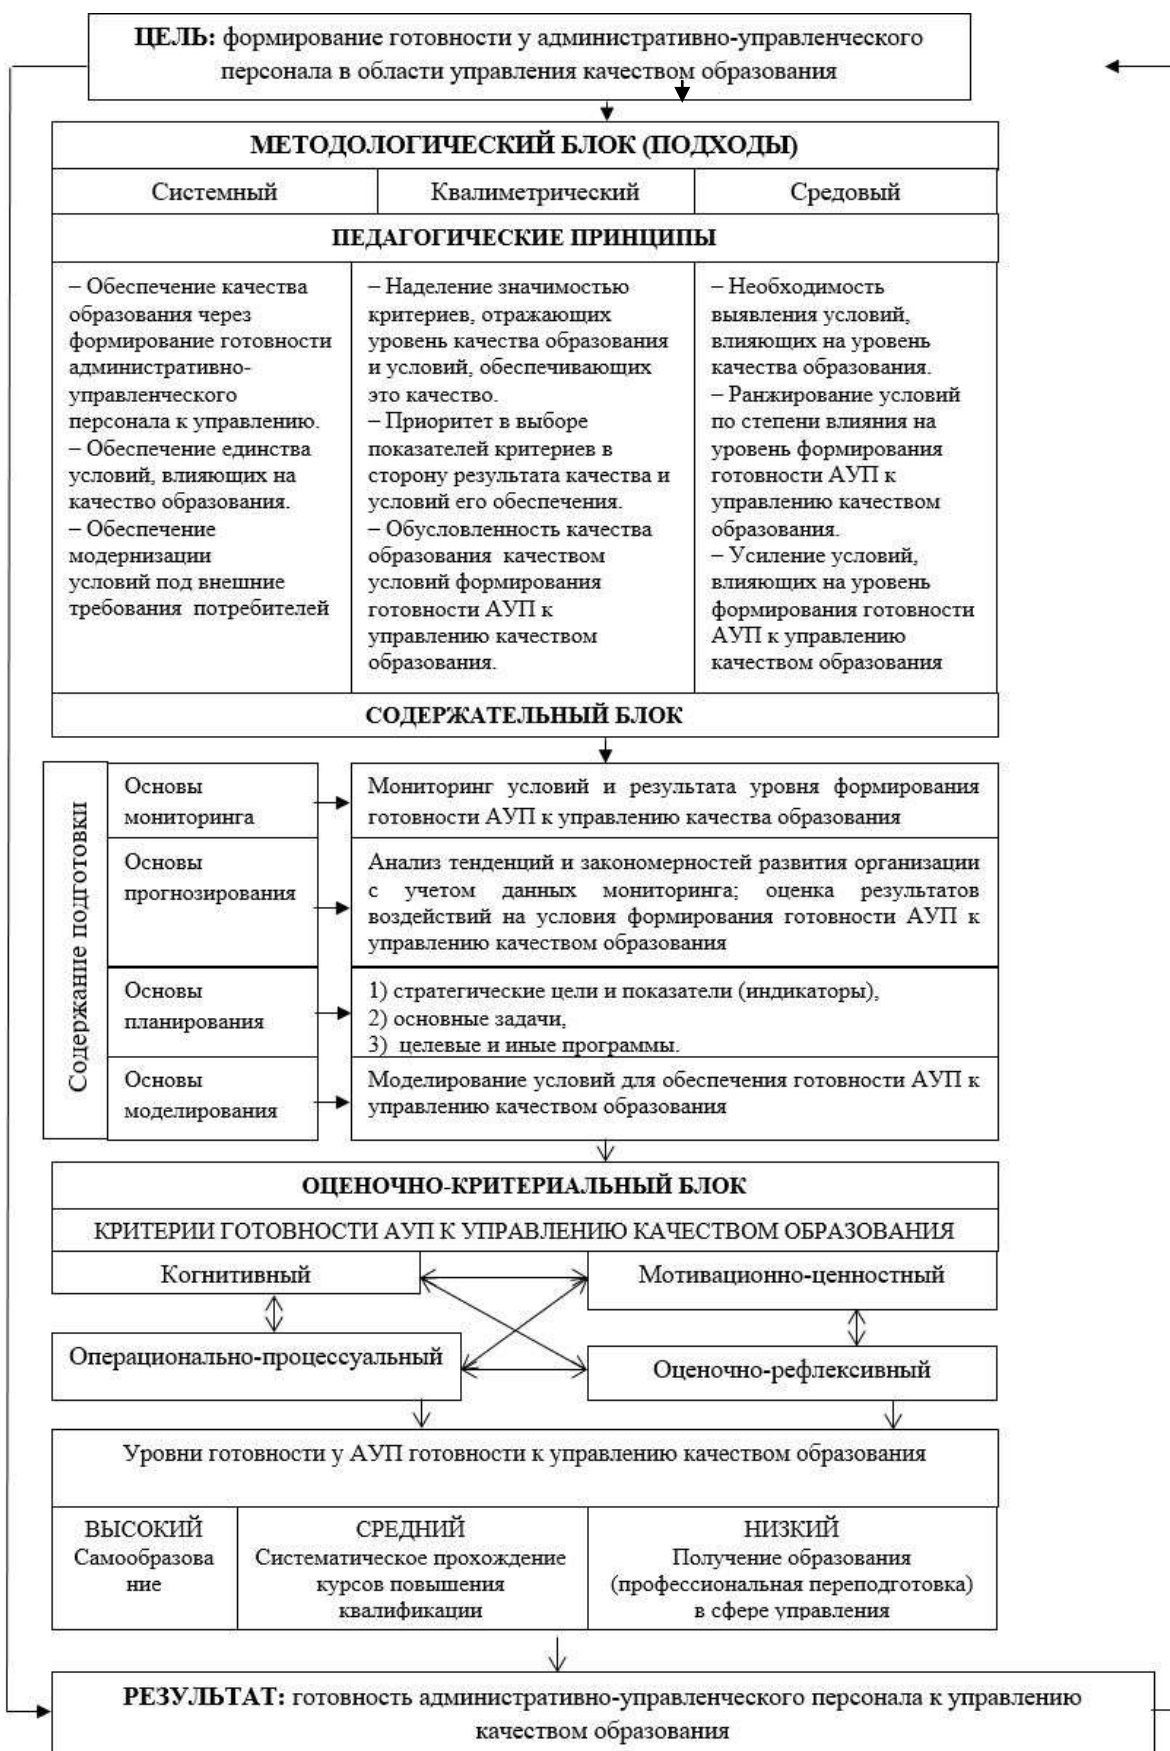 ЦЕЛЬ: формирование готовности у административно-управленческого
персонала в области управления качеством образования
МЕТОДОЛОГИЧЕСКИЙ БЛОК (ПОДХОДЫ)
Системный
Квалиметрический
Средовый
ПЕДАГОГИЧЕСКИЕ ПРИНЦИПЫ
– Обеспечение качества
образования через
формирование готовности
административно-
управленческого
персонала к управлению.
– Обеспечение единства
условий, влияющих на
качество образования.
– Обеспечение
модернизации
условий под внешние
требования потребителей
– Наделение значимостью
критериев, отражающих
уровень качества образования
и условий, обеспечивающих
это качество.
– Приоритет в выборе
показателей критериев в
сторону результата качества и
условий его обеспечения.
– Обусловленность качества
образования качеством
условий формирования
готовности АУП к
управлению качеством
образования.
– Необходимость
выявления условий,
влияющих на уровень
качества образования.
– Ранжирование условий
по степени влияния на
уровень формирования
готовности АУП к
управлению качеством
образования.
– Усиление условий,
влияющих на уровень
формирования готовности
АУП к управлению
качеством образования
СОДЕРЖАТЕЛЬНЫЙ БЛОК
Содержание подготовки
Основы
мониторинга
Мониторинг условий и результата уровня формирования
готовности АУП к управлению качества образования
Основы
прогнозирования
Анализ тенденций и закономерностей развития организации
с учетом данных мониторинга; оценка результатов
воздействий на условия формирования готовности АУП к
управлению качеством образования
Основы
планирования
1) стратегические цели и показатели (индикаторы),
2) основные задачи,
3) целевые и иные программы.
Основы
моделирования
Моделирование условий для обеспечения готовности АУП к
управлению качеством образования
ОЦЕНОЧНО-КРИТЕРИАЛЬНЫЙ БЛОК
КРИТЕРИИ ГОТОВНОСТИ АУП К УПРАВЛЕНИЮ КАЧЕСТВОМ ОБРАЗОВАНИЯ
Когнитивный
Мотивационно-ценностный
Операционально-процессуальный
Оценочно-рефлексивный
Уровни готовности у АУП готовности к управлению качеством образования
ВЫСОКИЙ
Самообразова
ние
СРЕДНИЙ
Систематическое прохождение
курсов повышения
квалификации
НИЗКИЙ
Получение образования
(профессиональная переподготовка)
в сфере управления
РЕЗУЛЬТАТ: готовность административно-управленческого персонала к управлению
качеством образования